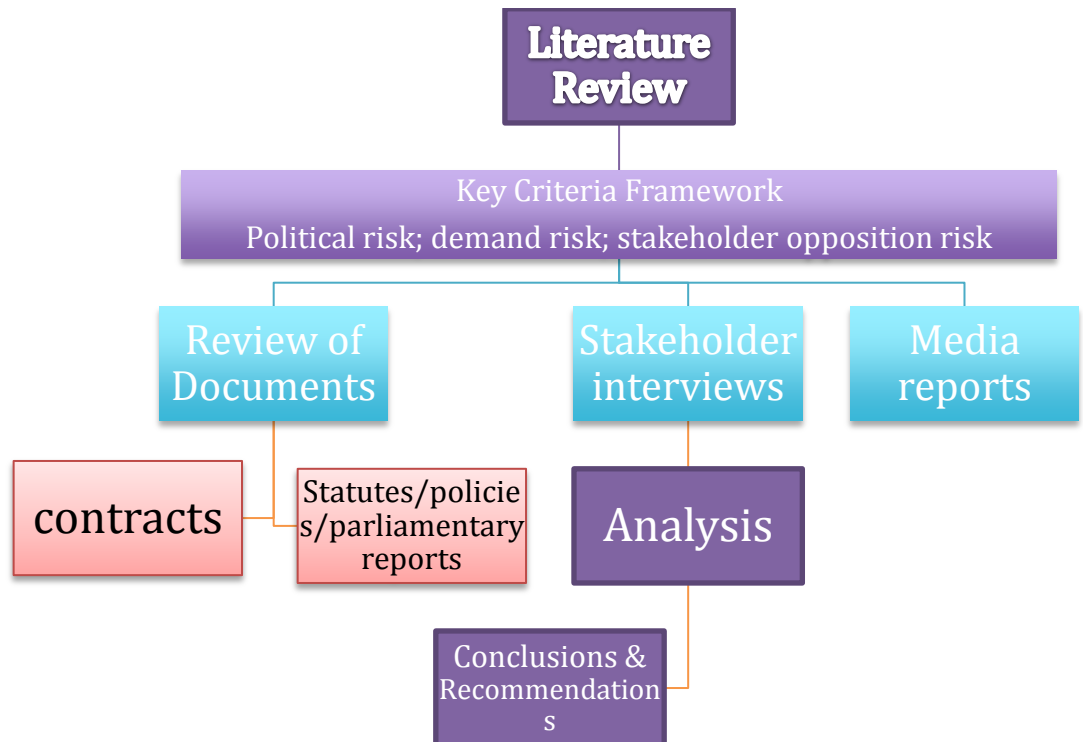 Literature
Review
Key Criteria Framework
Political risk; demand risk; stakeholder opposition risk
Review of
Documents
Stakeholder
interviews
Media
reports
contracts
Statutes/policie
s/parliamentary
reports
Analysis
Conclusions &
Recommendation
s